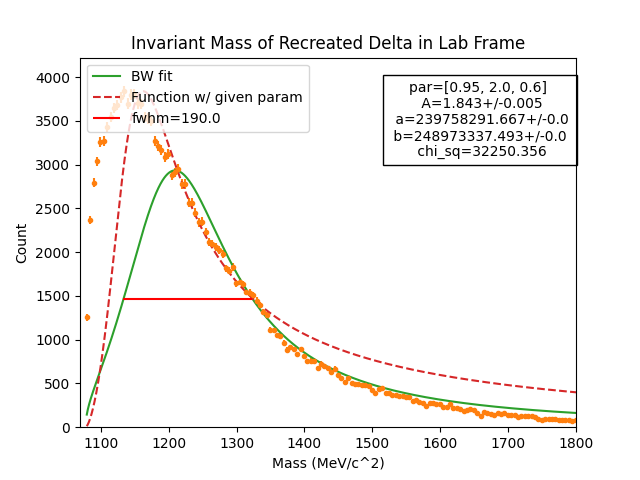 Invariant Mass of Recreated Delta in Lab Frame
BW fit
Function w/ given param
fwhm=190.0
par=[0.95, 2.0, 0.6]
A=1.843+/-0.005
a=239758291.667+/-0.0
b=248973337.493+/-0.0
chi_sq=32250.356
Count
4000
3500
3000
2500
2000
1500
1000
500
0
1100 1200 1300 1400 1500 1600 1700 1800
Mass (MeV/c^2)